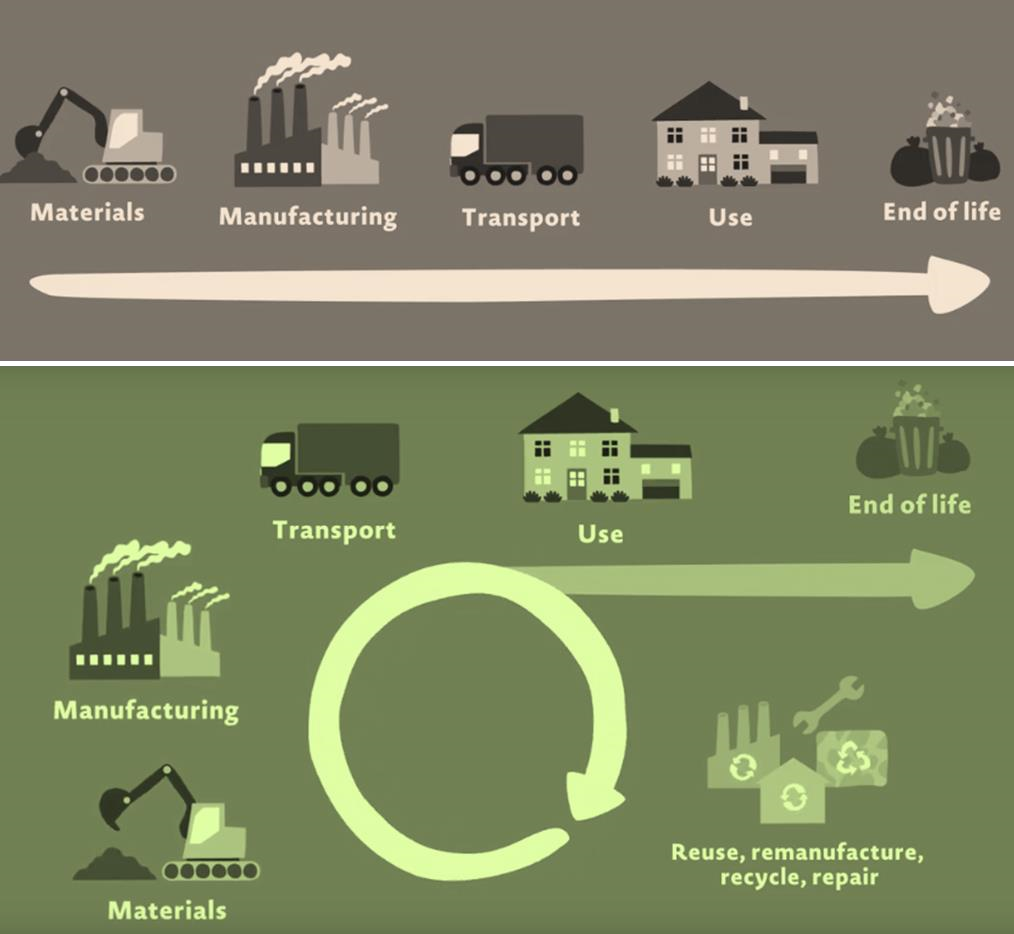 Materials
Manufacturing
Transport
Use
End of life
Transport
Use
End of life
Manufacturing
Materials
Reuse, remanufacture,
recycle, repair